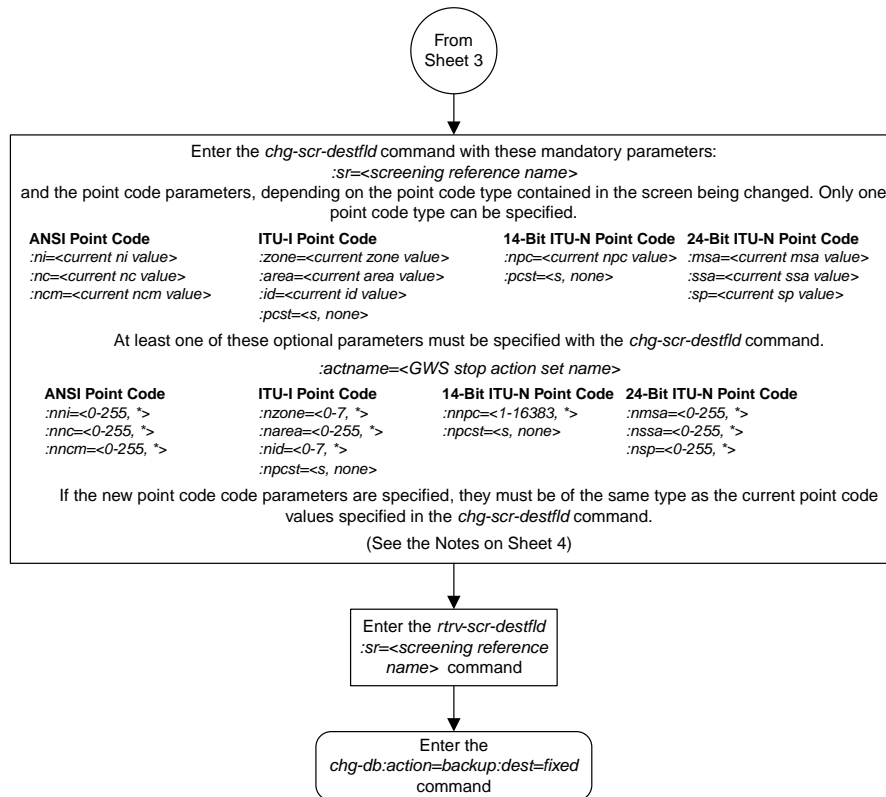 From
Sheet 3
Enter the chg-scr-destfld command with these mandatory parameters:
:sr=<screening reference name>
and the point code parameters, depending on the point code type contained in the screen being changed. Only one
point code type can be specified.
ANSI Point Code
:ni=<current ni value>
:nc=<current nc value>
:ncm=<current ncm value>
ITU-I Point Code
:zone=<current zone value>
:area=<current area value>
:id=<current id value>
:pcst=<s, none>
14-Bit ITU-N Point Code
:npc=<current npc value>
:pcst=<s, none>
24-Bit ITU-N Point Code
:msa=<current msa value>
:ssa=<current ssa value>
:sp=<current sp value>
At least one of these optional parameters must be specified with the chg-scr-destfld command.
:actname=<GWS stop action set name>
ANSI Point Code
:nni=<0-255, *>
:nnc=<0-255, *>
:nncm=<0-255, *>
ITU-I Point Code
:nzone=<0-7, *>
:narea=<0-255, *>
:nid=<0-7, *>
:npcst=<s, none>
14-Bit ITU-N Point Code
:nnpc=<1-16383, *>
:npcst=<s, none>
24-Bit ITU-N Point Code
:nmsa=<0-255, *>
:nssa=<0-255, *>
:nsp=<0-255, *>
If the new point code code parameters are specified, they must be of the same type as the current point code
values specified in the chg-scr-destfld command.
(See the Notes on Sheet 4)
Enter the rtrv-scr-destfld
:sr=<screening reference
name> command
Enter the
chg-db:action=backup:dest=fixed
command